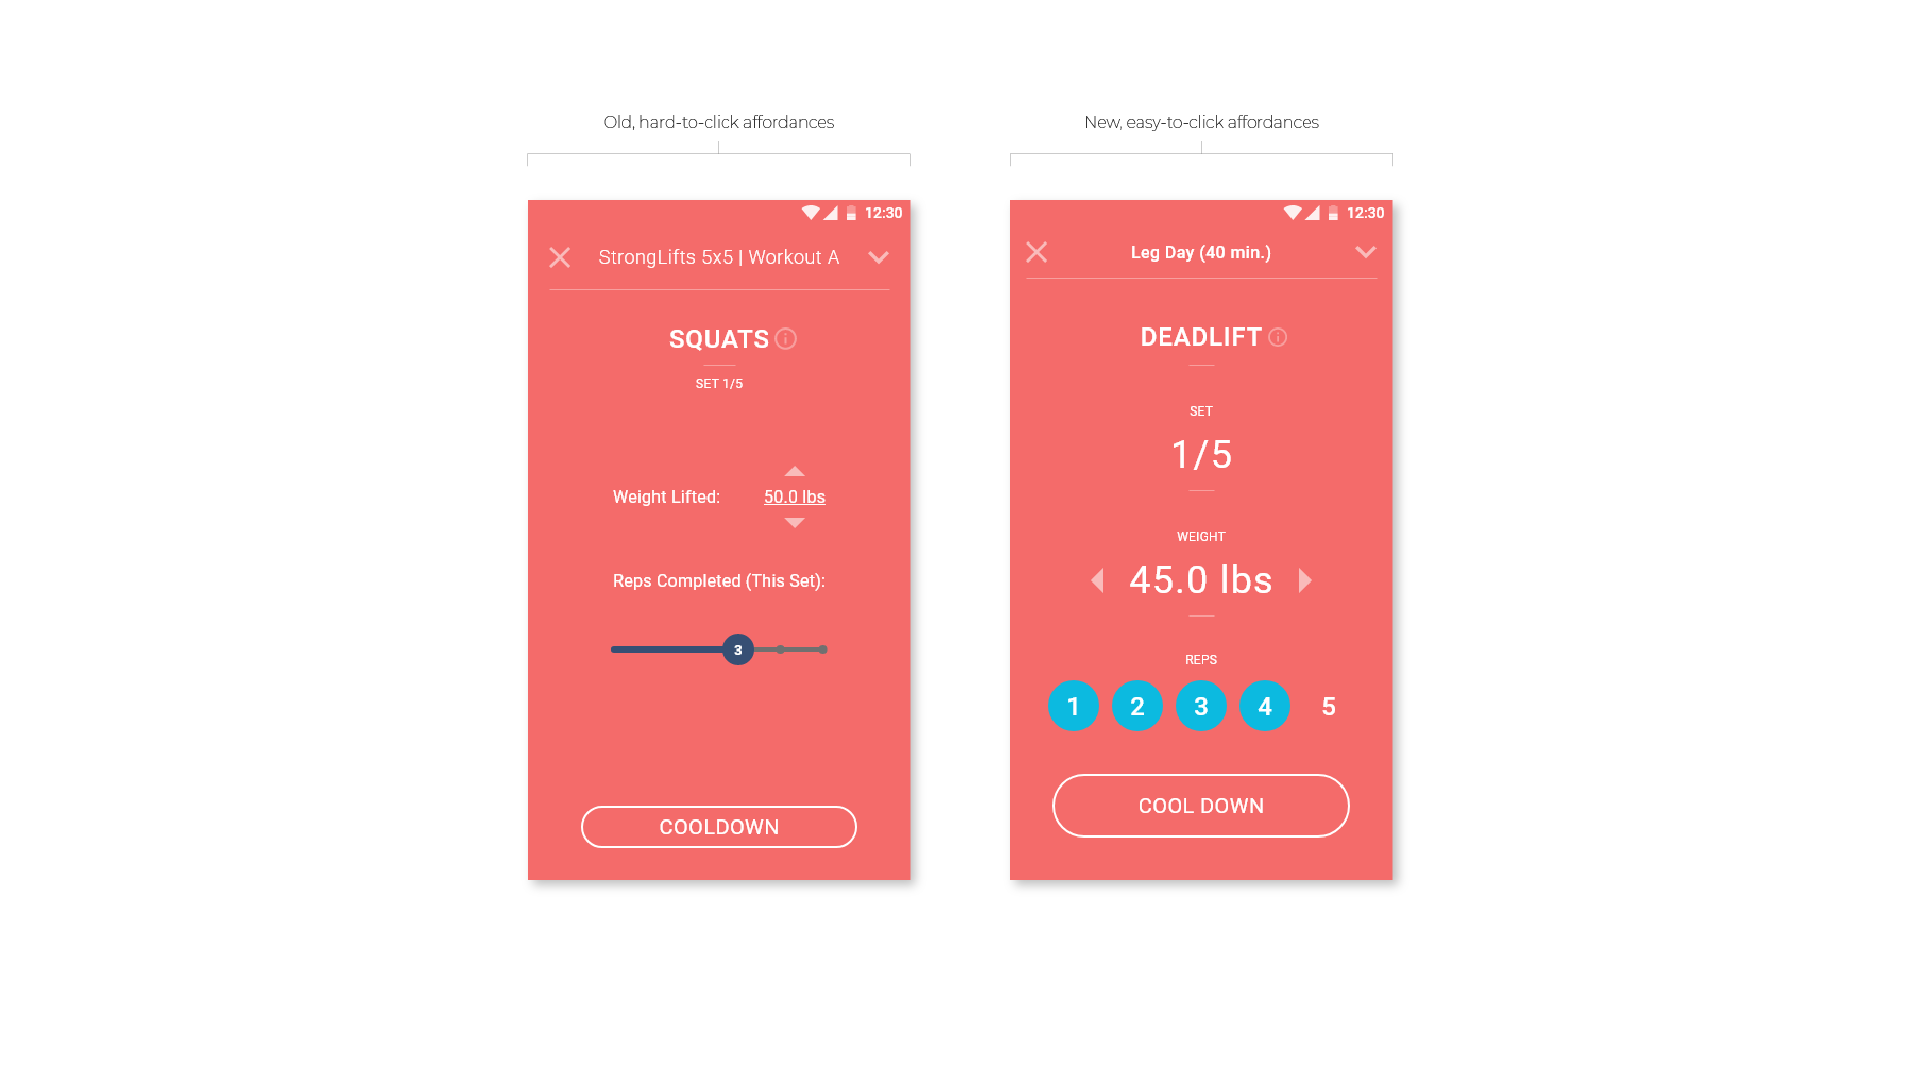 Old, hard-to-click affordances
12:30
StrongLifts 5x5 | Workout A
SQUATS
SET 1/5
Weight Lifted: 50.0 lbs
Reps Completed (This Set):
3
COOLDOWN
New, easy-to-click affordances
12:30
Leg Day (40 min.)
DEADLIFT
SET
1/5
WEIGHT
45.0 lbs
REPS
1 2 3 4 5
COOL DOWN